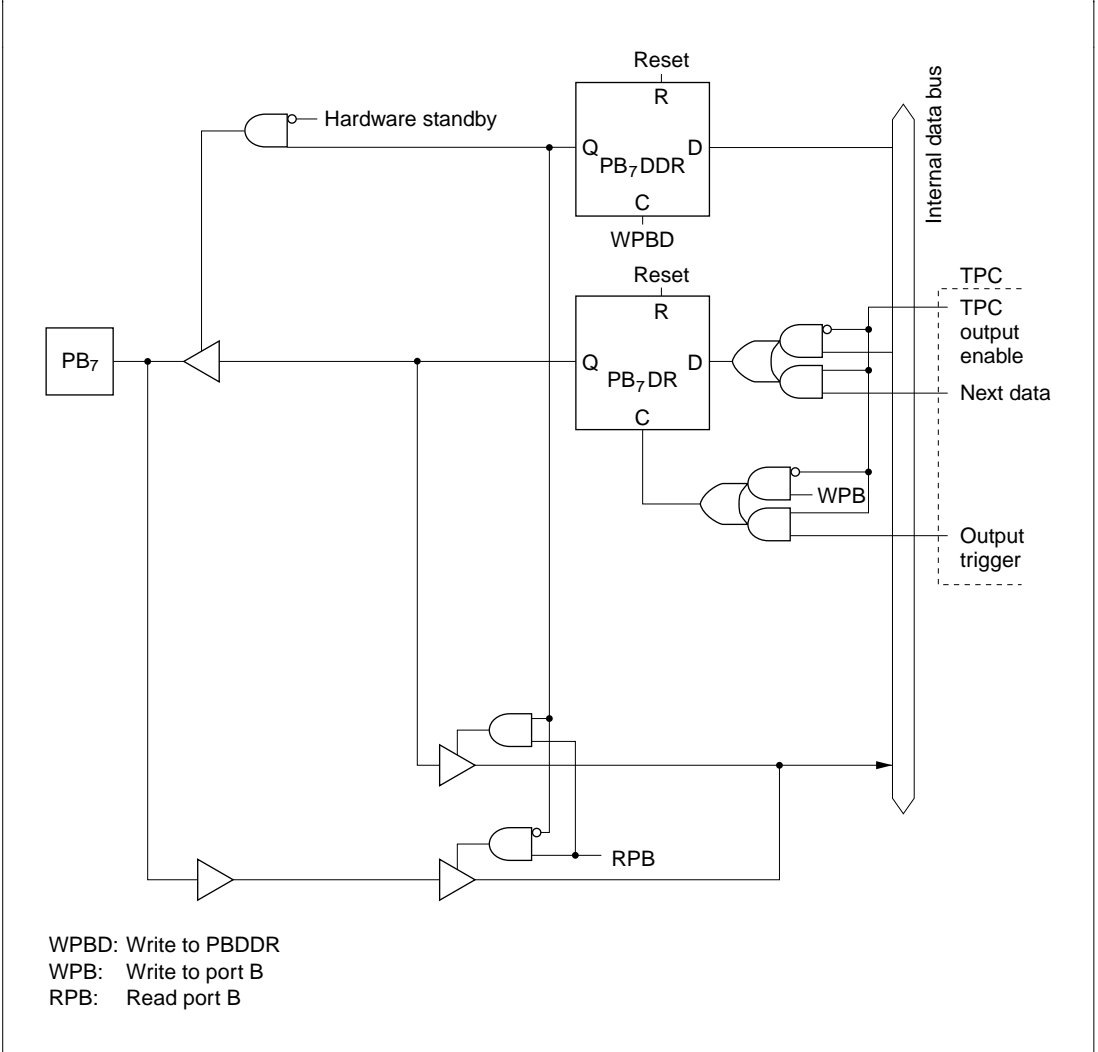 Reset
R
Hardware standby
Q
D
PB7DDR
C
WPBD
Internal data bus
Reset
R
TPC
TPC
output
enable
PB7
Q
D
PB7DR
Next data
C
WPB
Output
trigger
RPB
WPBD: Write to PBDDR
WPB: Write to port B
RPB: Read port B